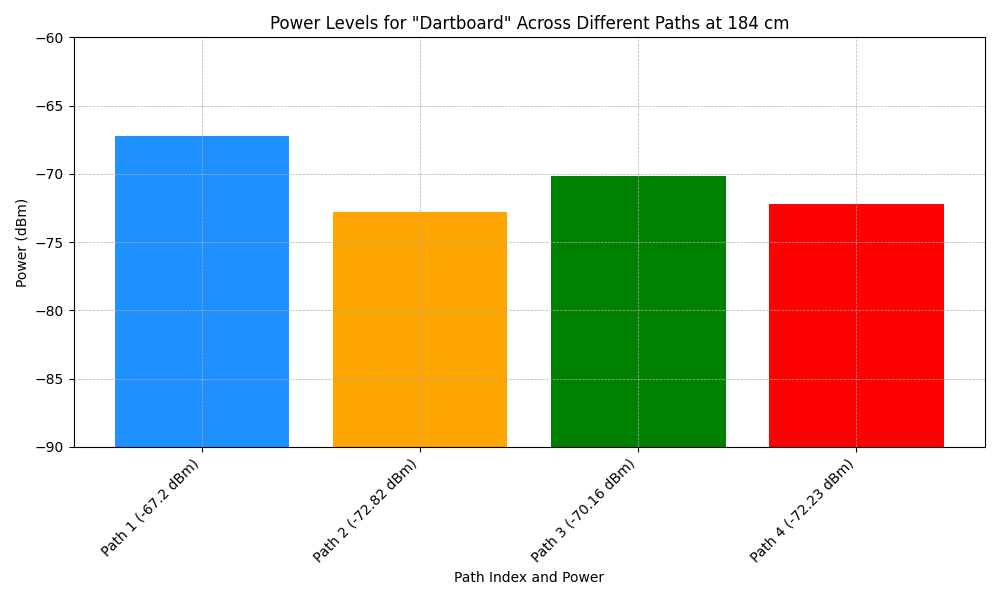 Power Levels for "Dartboard" Across Different Paths at 184 cm
Power (dBm)
−60
−65
−70
−75
−80
−85
−90
Path 1 (-67.2 dBm)
Path 2 (-72.82 dBm)
Path 3 (-70.16 dBm)
Path 4 (-72.23 dBm)
Path Index and Power